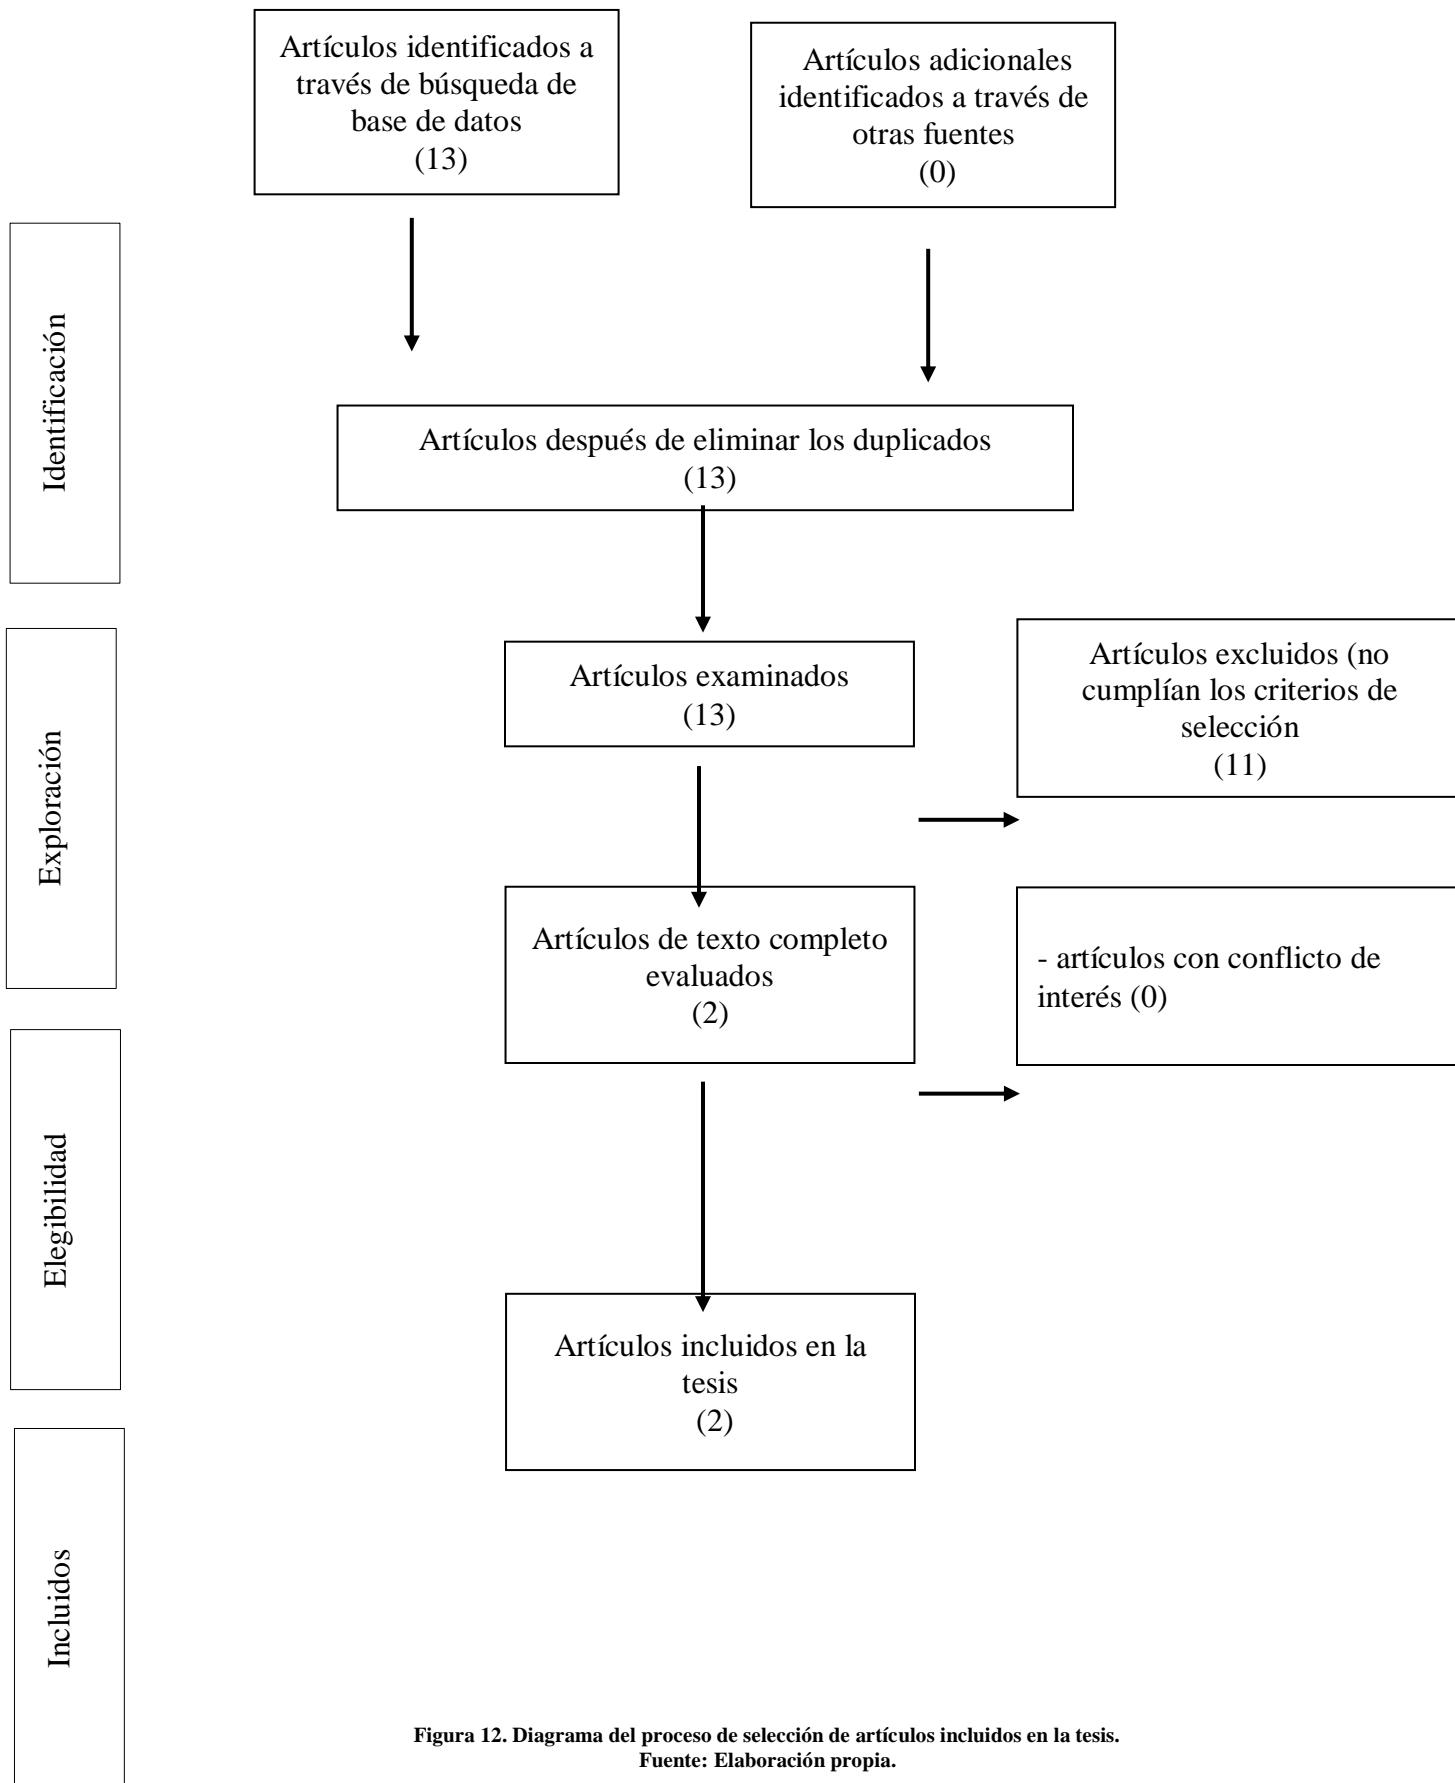 Artículos identificados a
través de búsqueda de
base de datos
(13)
Artículos adicionales
identificados a través de
otras fuentes
(0)
Identificación
Artículos después de eliminar los duplicados
(13)
Exploración
Artículos examinados
(13)
Artículos excluidos (no
cumplían los criterios de
selección
(11)
Artículos de texto completo
evaluados
(2)
- artículos con conflicto de
interés (0)
Elegibilidad
Artículos incluidos en la
tesis
(2)
Incluidos
Figura 12. Diagrama del proceso de selección de artículos incluidos en la tesis.
Fuente: Elaboración propia.